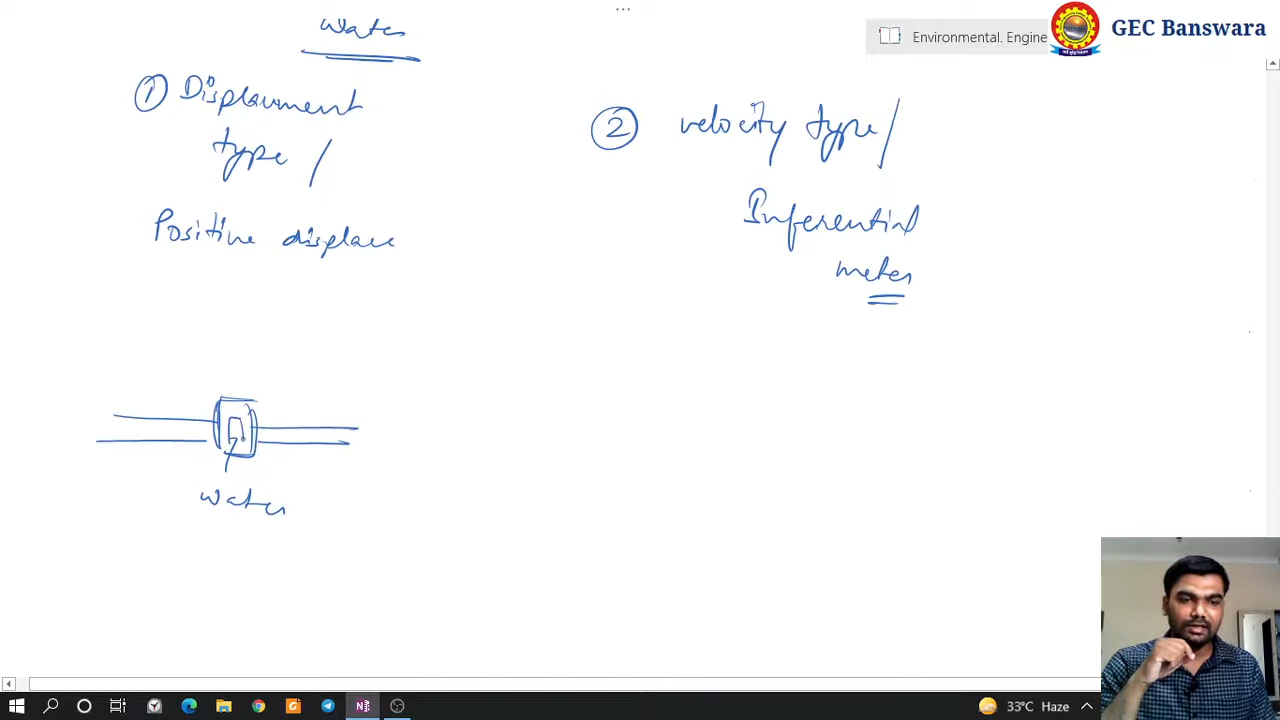 Water
GEC Banswara
Environmental. Engine
① Displacement
type /
Positive displace
② velocity type /
Inferential
meter
water
33°C Haze